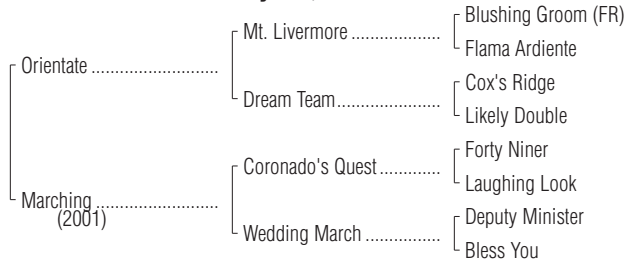 Blushing Groom (FR)
Mt. Livermore ...................
Flama Ardiente
Orientate ...........................
Cox's Ridge
Dream Team......................
Likely Double
Forty Niner
Coronado's Quest.............
Laughing Look
Marching ..........................
(2001)
Deputy Minister
Wedding March ................
Bless You